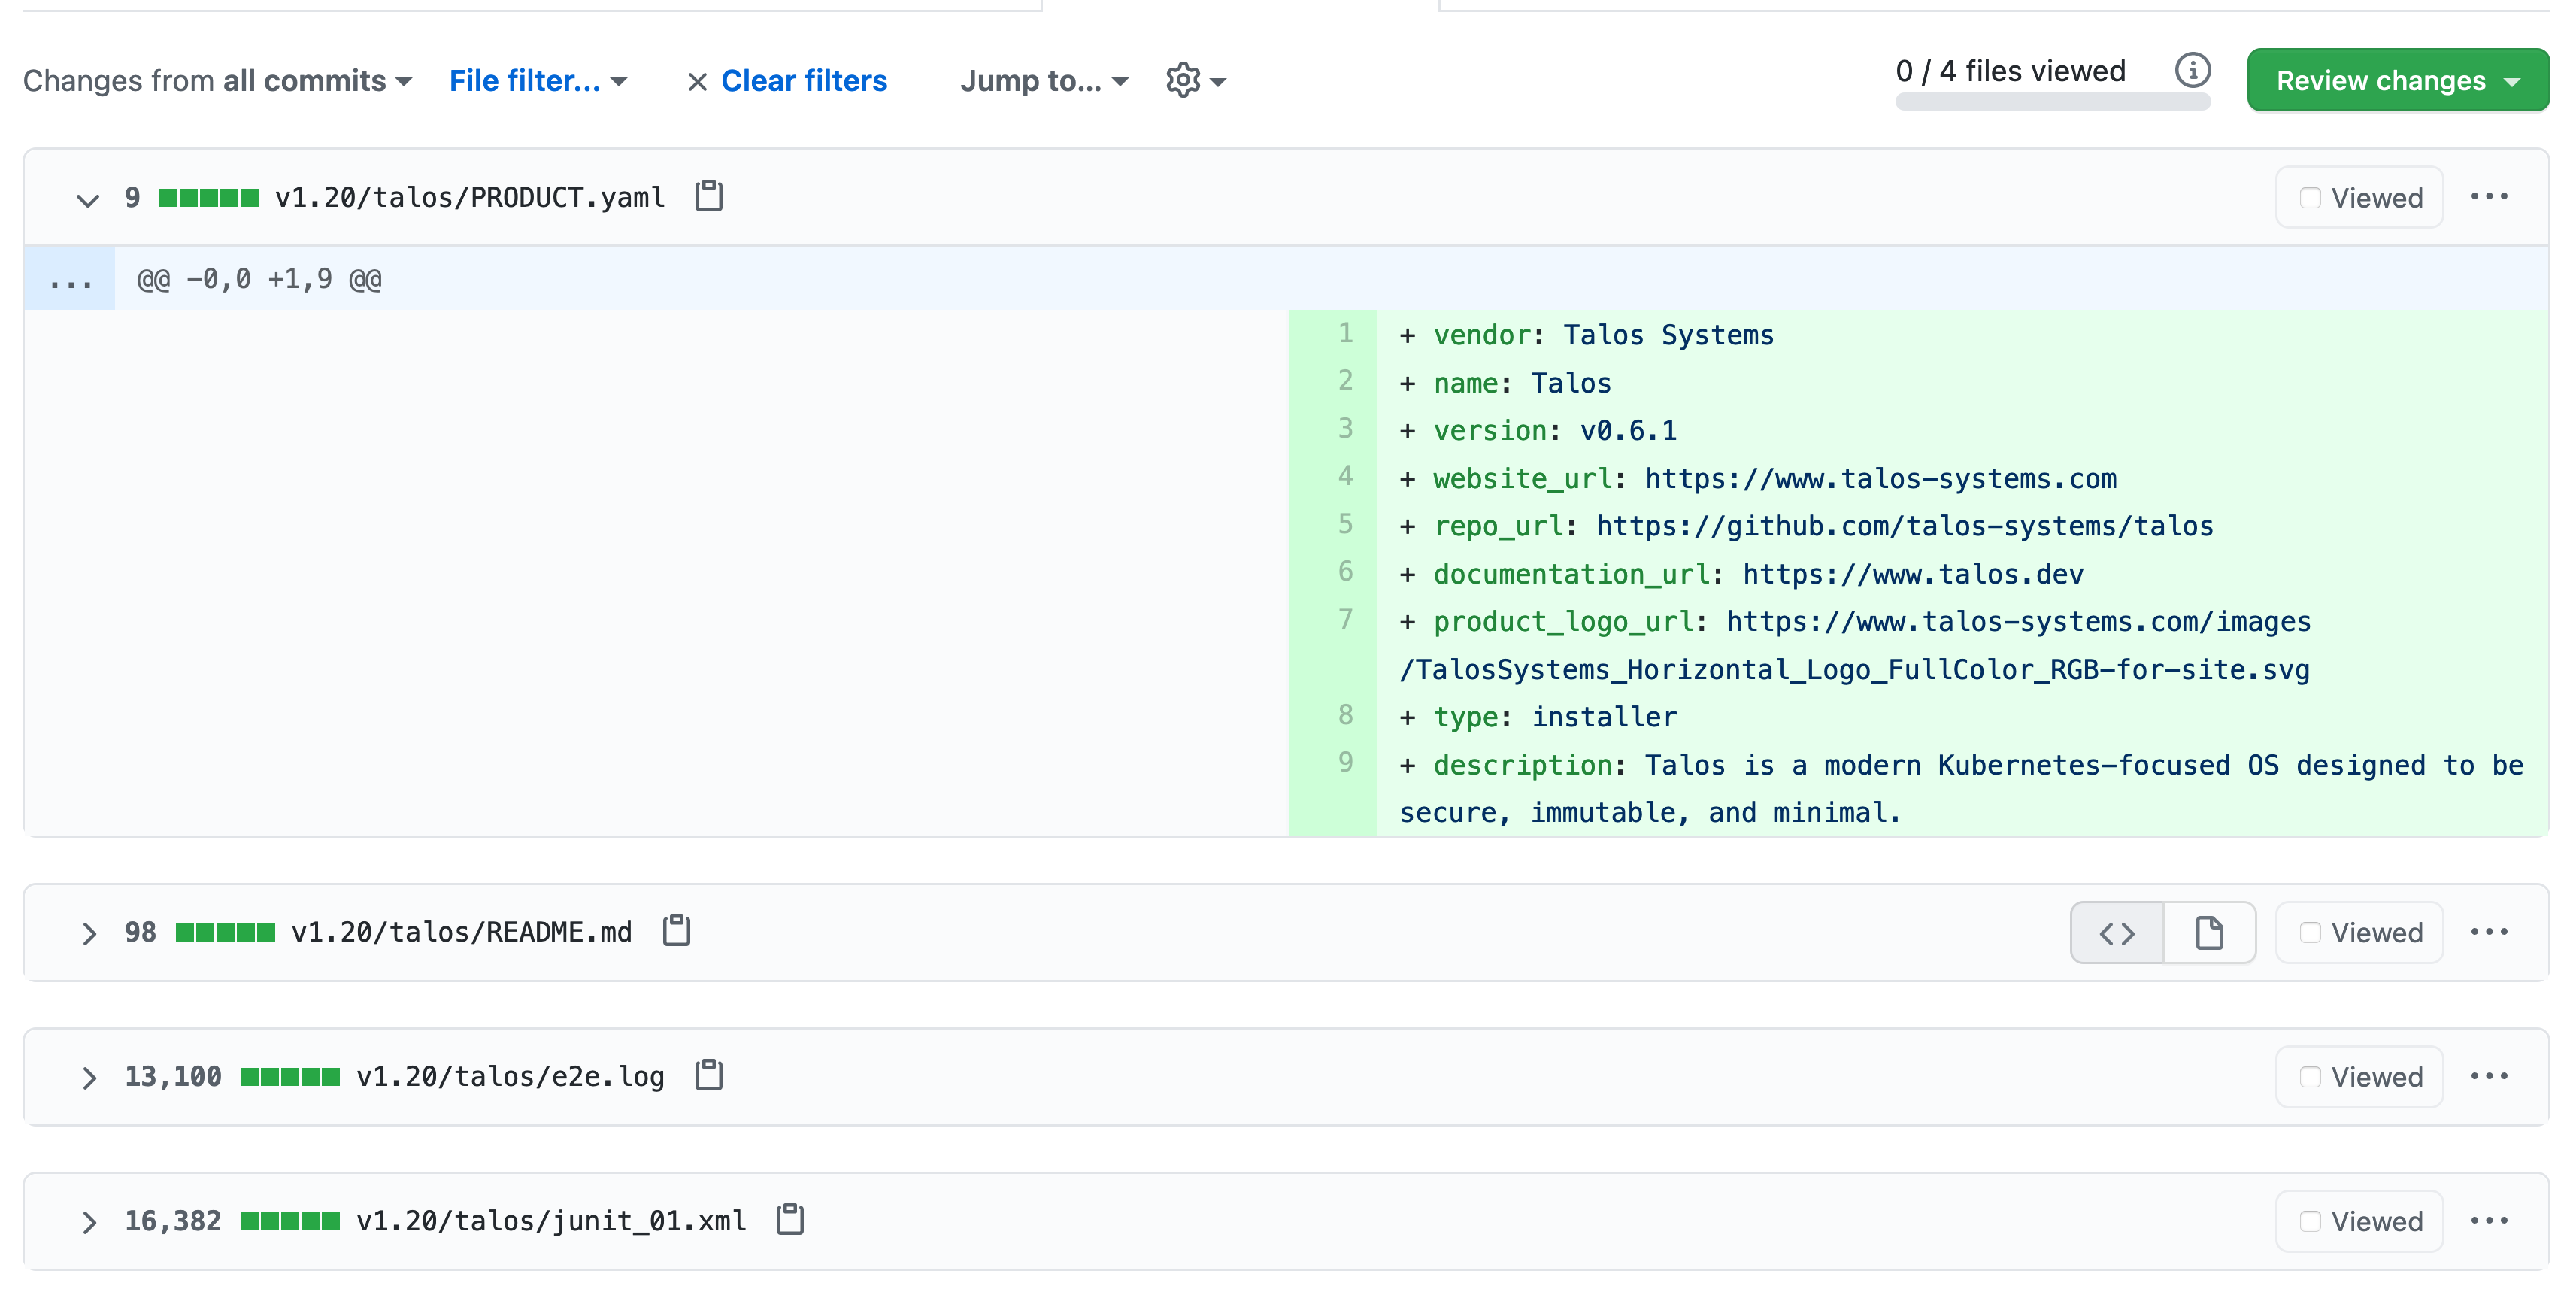 Changes from all commits File filter... × Clear filters Jump to... 0 / 4 files viewed Review changes
9 v1.20/talos/PRODUCT.yaml Viewed ...
... @@ -0,0 +1,9 @@
1 + vendor: Talos Systems
2 + name: Talos
3 + version: v0.6.1
4 + website_url: https://www.talos-systems.com
5 + repo_url: https://github.com/talos-systems/talos
6 + documentation_url: https://www.talos.dev
7 + product_logo_url: https://www.talos-systems.com/images
/TalosSystems_Horizontal_Logo_FullColor_RGB-for-site.svg
8 + type: installer
9 + description: Talos is a modern Kubernetes-focused OS designed to be
secure, immutable, and minimal.
98 v1.20/talos/README.md <> Viewed ...
13,100 v1.20/talos/e2e.log Viewed ...
16,382 v1.20/talos/junit_01.xml Viewed ...